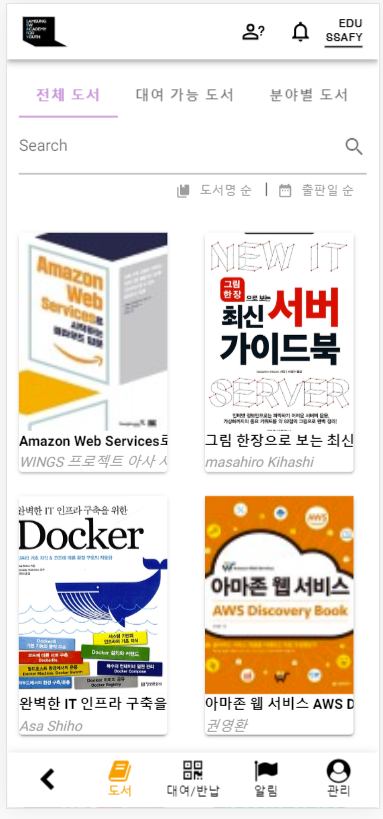 SAMSUNG
SW
ACADEMY
FOR
YOUTH
EDU
SSAFY
전체 도서
대여 가능 도서
분야별 도서
Search
도서명 순 | 출판일 순
Amazon
Web
Services로
NEW IT
그림
한장
으로 보는
최신 서버
가이드북
SERVER
Amazon Web Services로
WINGS 프로젝트 아사 시
그림 한장으로 보는 최신
masahiro Kihashi
완벽한 IT 인프라 구축을 위한
Docker
AWS
아마존 웹 서비스
AWS Discovery Book
완벽한 IT 인프라 구축을
Asa Shiho
아마존 웹 서비스 AWS D
권영환
도서
대여/반납
알림
관리